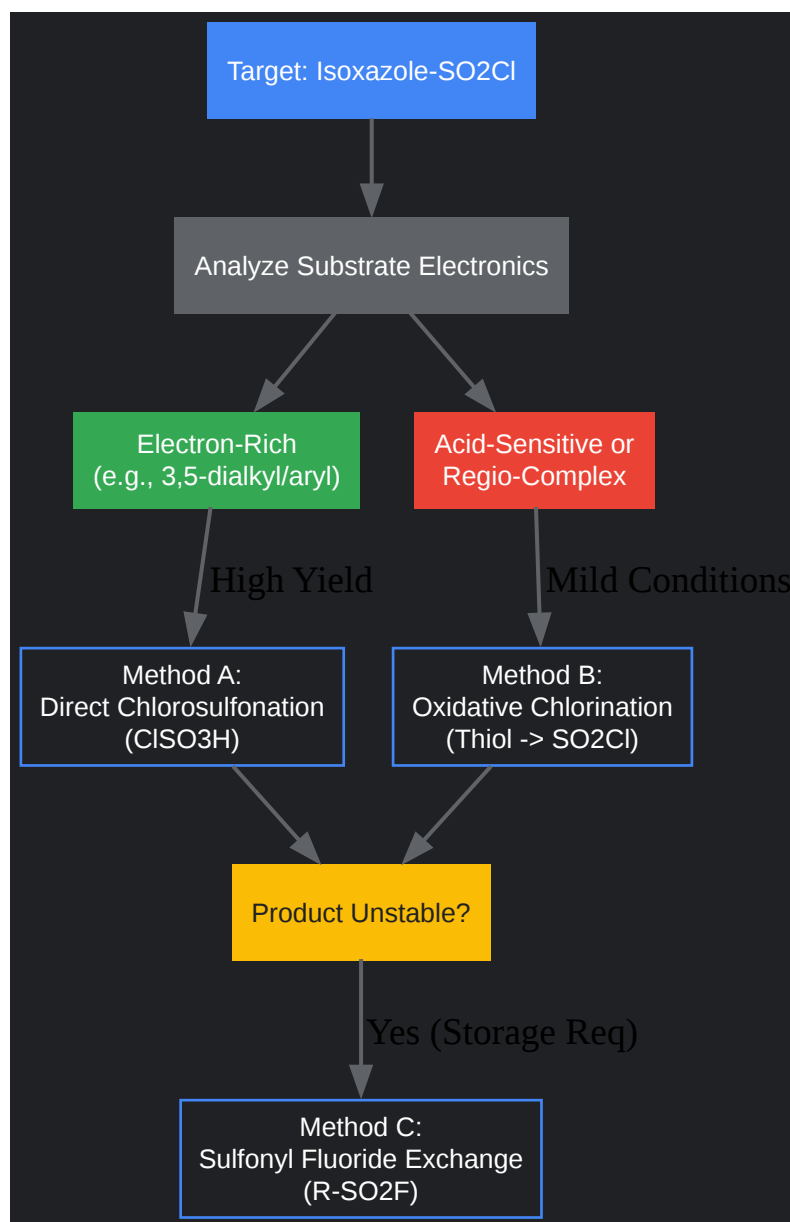 Target: Isoxazole-SO2Cl
Analyze Substrate Electronics
Electron-Rich
(e.g., 3,5-dialkyl/aryl)
Acid-Sensitive or
Regio-Complex
High Yield
Mild Conditions
Method A:
Direct Chlorosulfonation
(ClSO3H)
Method B:
Oxidative Chlorination
(Thiol -> SO2Cl)
Product Unstable?
Yes (Storage Req)
Method C:
Sulfonyl Fluoride Exchange
(R-SO2F)